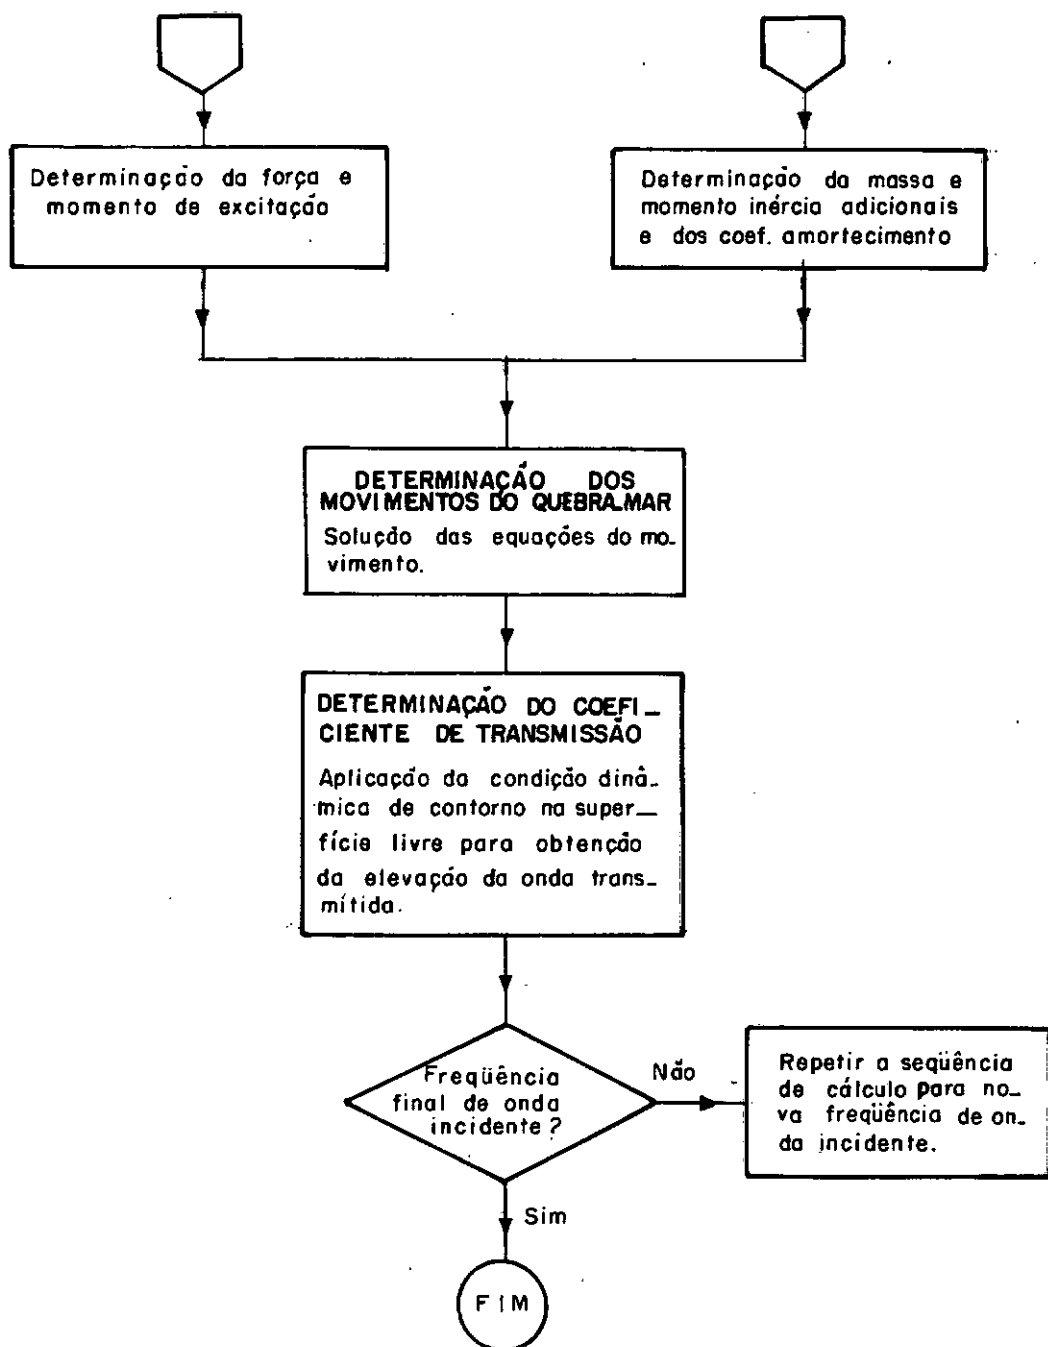 Determinação da força e
momento de excitação
Determinação da massa e
momento inércia adicionais
e dos coef. amortecimento
DETERMINAÇÃO DOS
MOVIMENTOS DO QUEBRA_MAR
Solução das equações do mo_
vimento.
DETERMINAÇÃO DO COEFI_
CIENTE DE TRANSMISSÃO
Aplicação da condição dinâ_
mica de contorno na super_
fície livre para obtenção
da elevação da onda trans_
mitida.
Freqüência
final de onda
incidente?
Não
Repetir a seqüência
de cálculo para no_
va freqüência de on_
da incidente.
Sim
FIM